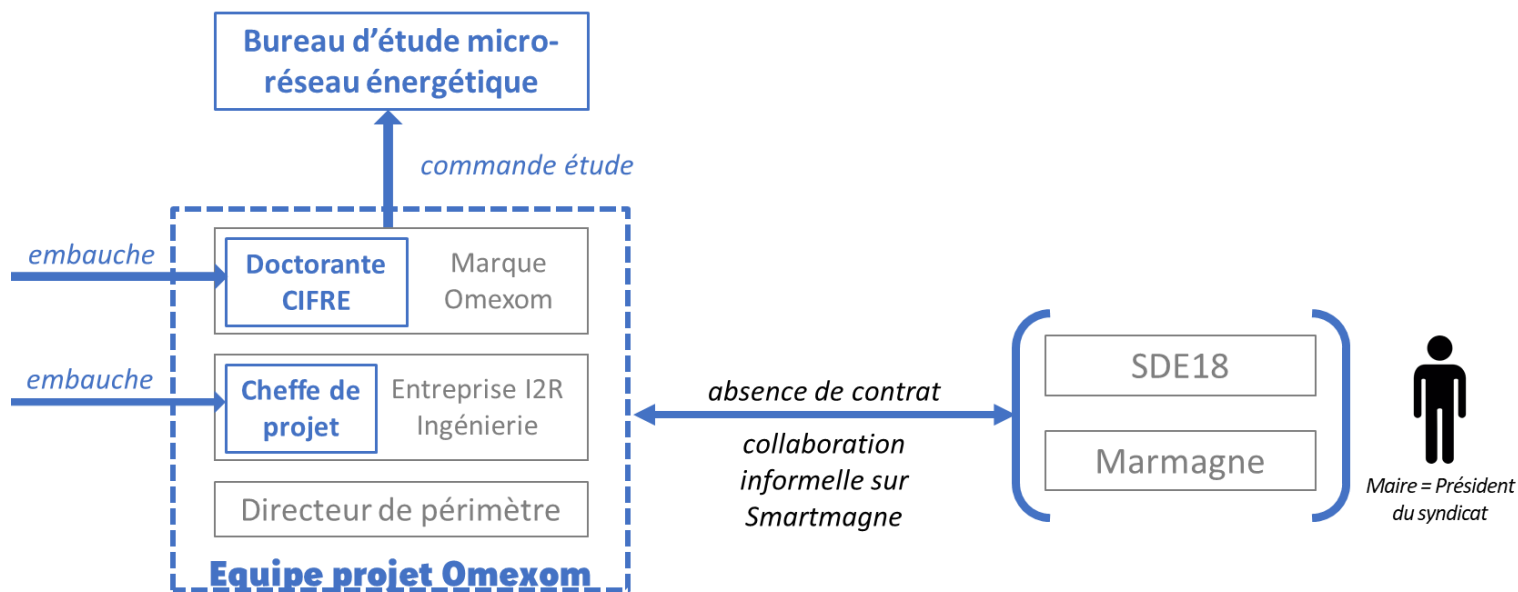 Bureau d'étude micro-
réseau énergétique
commande étude
embauche
Doctorante
CIFRE
Marque
Omexom
embauche
Cheffe de
projet
Entreprise I2R
Ingénierie
Directeur de périmètre
Equipe projet Omexom
absence de contrat
collaboration
informelle sur
Smartmagne
SDE18
Marmagne
Maire = Président
du syndicat